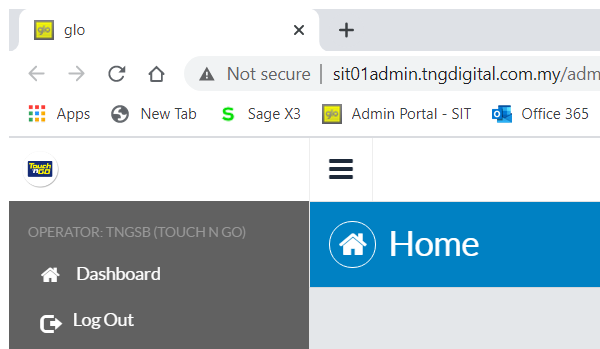 glo
Not secure | sit01admin.tngdigital.com.my/adm
Apps New Tab S Sage X3 glo Admin Portal - SIT Office 365
Touch n GO
OPERATOR: TNGSB (TOUCH N GO)
Home
Dashboard
Log Out